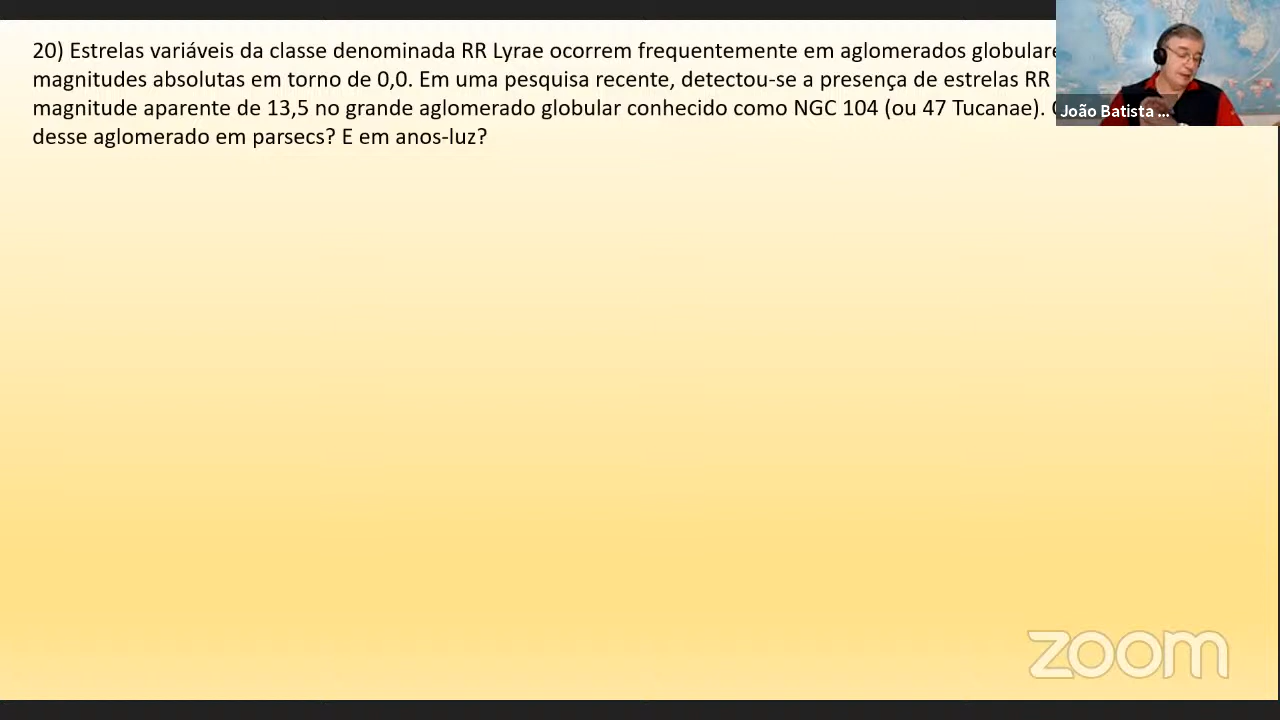 20) Estrelas variáveis da classe denominada RR Lyrae ocorrem frequentemente em aglomerados
magnitudes absolutas em torno de 0,0. Em uma pesquisa recente, detectou-se a presença de estrelas RR
magnitude aparente de 13,5 no grande aglomerado globular conhecido como NGC 104 (ou 47 Tucanae).
desse aglomerado em parsecs? E em anos-luz?
João Batista ...
zoom